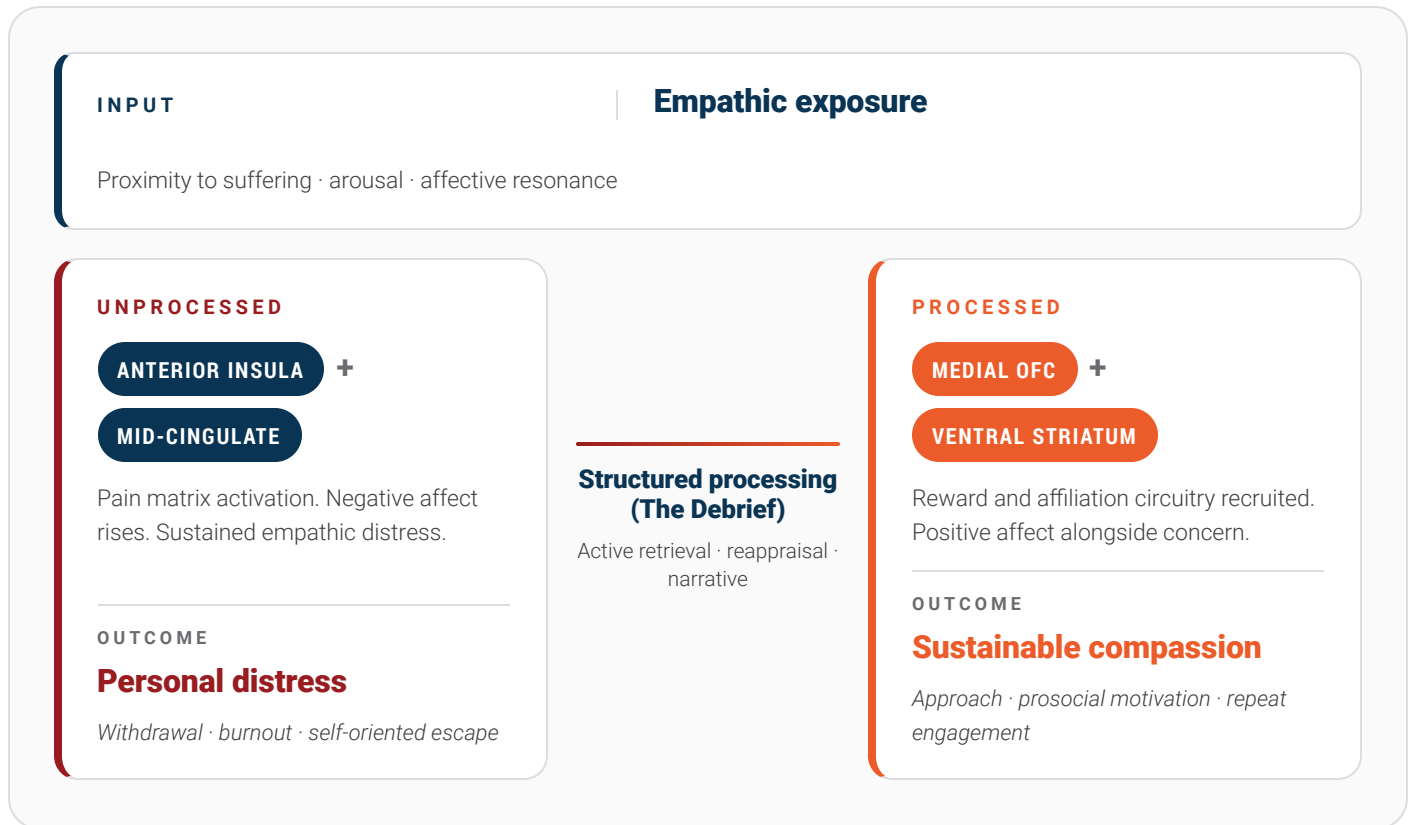 INPUT
Empathic exposure
Proximity to suffering · arousal · affective resonance
UNPROCESSED
ANTERIOR INSULA +
MID-CINGULATE
Pain matrix activation. Negative affect
rises. Sustained empathic distress.
OUTCOME
Personal distress
Withdrawal · burnout · self-oriented escape
Structured processing
(The Debrief)
Active retrieval · reappraisal ·
narrative
PROCESSED
MEDIAL OFC +
VENTRAL STRIATUM
Reward and affiliation circuitry recruited.
Positive affect alongside concern.
OUTCOME
Sustainable compassion
Approach · prosocial motivation · repeat
engagement